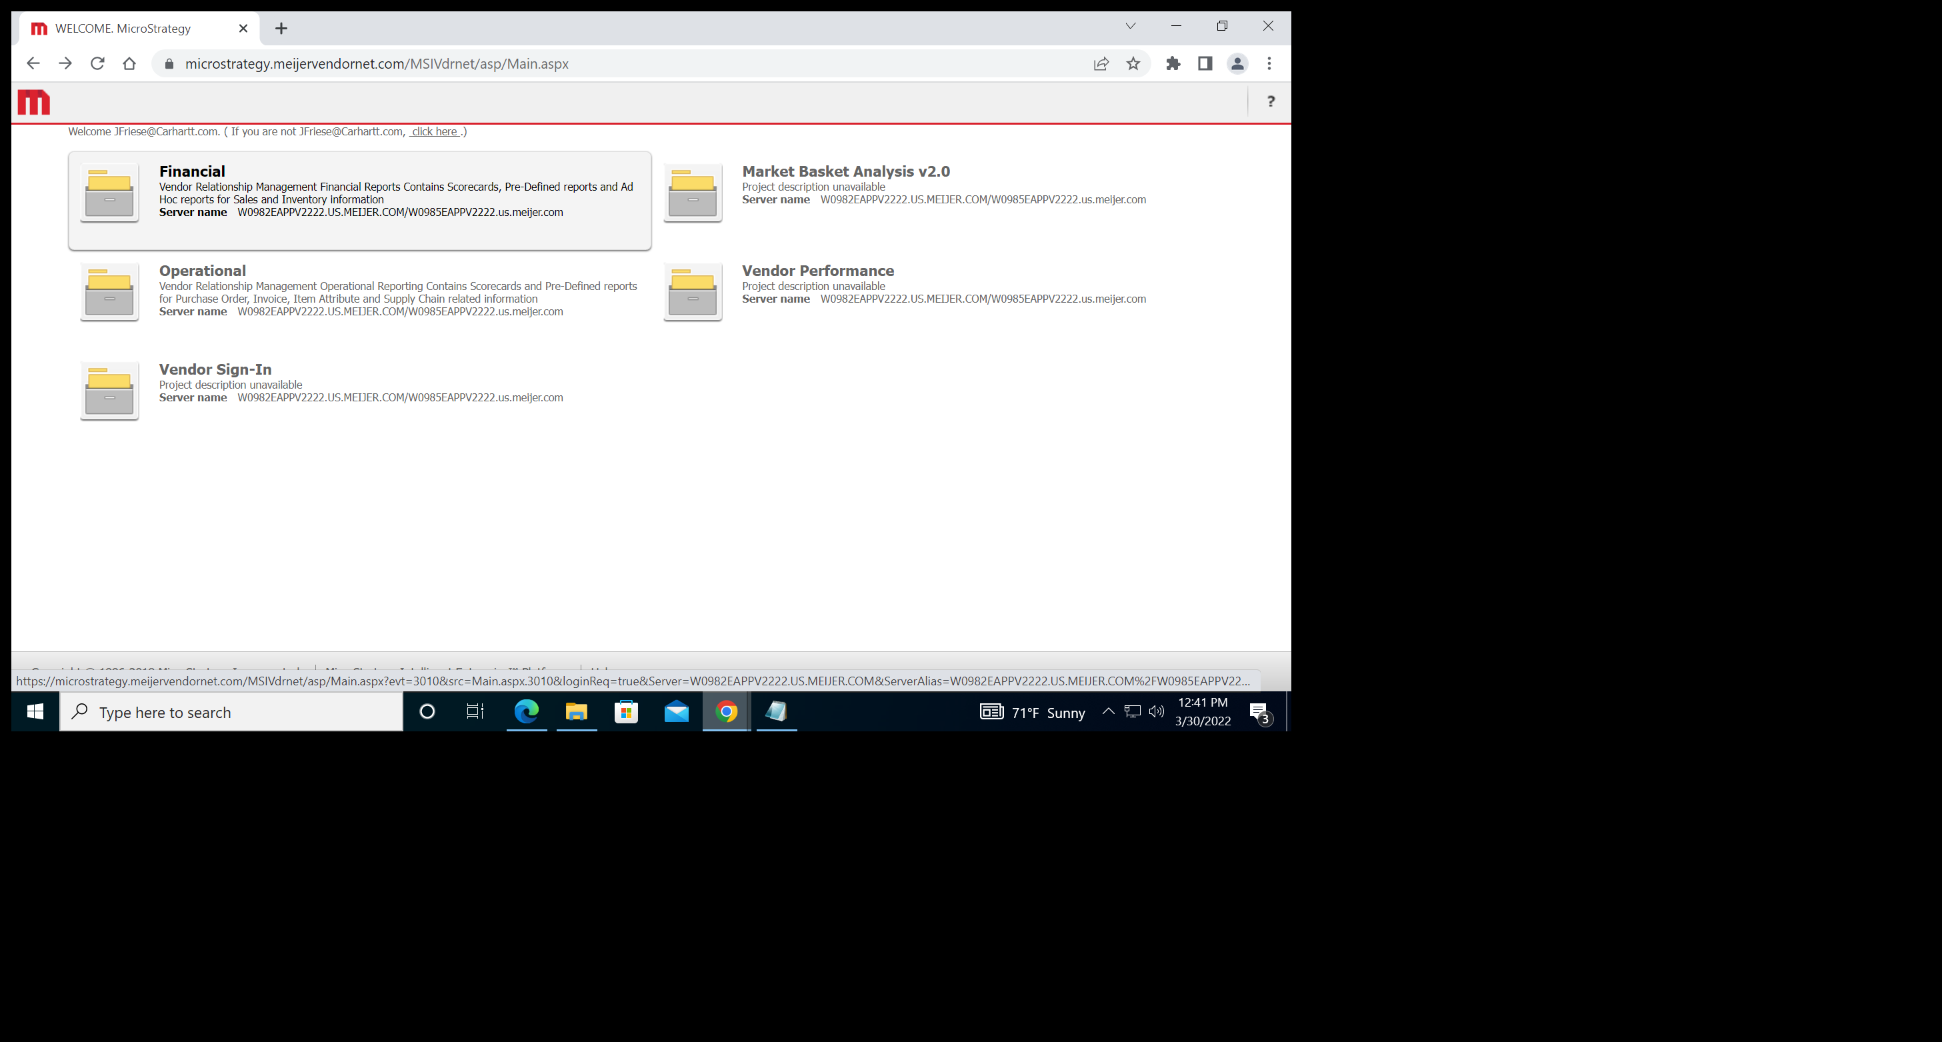 WELCOME. MicroStrategy
microstrategy.meijervendornet.com/MSIVdrnet/asp/Main.aspx
?
Welcome JFriese@Carhartt.com. ( If you are not JFriese@Carhartt.com, click here .)
Financial
Vendor Relationship Management Financial Reports Contains Scorecards, Pre-Defined reports and Ad
Hoc reports for Sales and Inventory information
Server name W0982EAPPV2222.US.MEIJER.COM/W0985EAPPV2222.us.meijer.com
Market Basket Analysis v2.0
Project description unavailable
Server name W0982EAPPV2222.US.MEIJER.COM/W0985EAPPV2222.us.meijer.com
Operational
Vendor Relationship Management Operational Reporting Contains Scorecards and Pre-Defined reports
for Purchase Order, Invoice, Item Attribute and Supply Chain related information
Server name W0982EAPPV2222.US.MEIJER.COM/W0985EAPPV2222.us.meijer.com
Vendor Performance
Project description unavailable
Server name W0982EAPPV2222.US.MEIJER.COM/W0985EAPPV2222.us.meijer.com
Vendor Sign-In
Project description unavailable
Server name W0982EAPPV2222.US.MEIJER.COM/W0985EAPPV2222.us.meijer.com
https://microstrategy.meijervendornet.com/MSIVdrnet/asp/Main.aspx?evt=3010&src=Main.aspx.3010&loginReq=true&Server=W0982EAPPV2222.US.MEIJER.COM&ServerAlias=W0982EAPPV2222.US.MEIJER.COM%2FW0985EAPPV22...
Type here to search
71°F Sunny
12:41 PM
3/30/2022
3